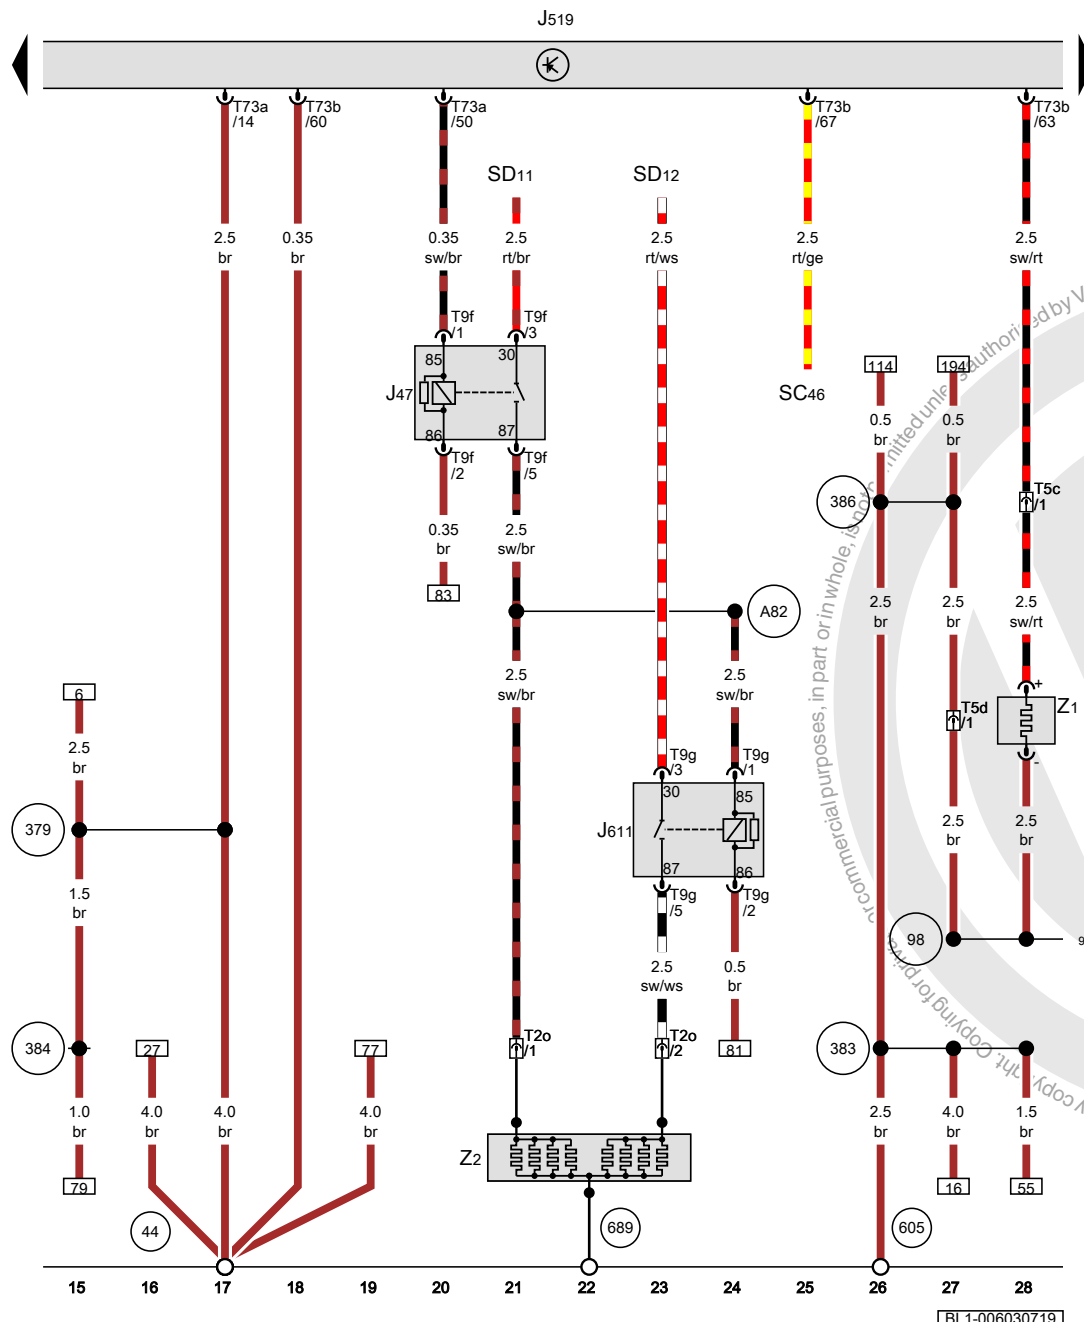 J519
T73a
/14
T73b
/60
T73a
/50
T73b
/67
T73b
/63
SD11
SD12
2.5
br
0.35
br
0.35
sw/br
2.5
rt/br
2.5
rt/ws
2.5
rt/ge
2.5
sw/rt
T9f
/1
T9f
/3
85
30
J47
86
87
T9f
/2
T9f
/5
SC46
114
194
0.5
br
0.5
br
T5c
/1
386
0.35
br
2.5
sw/br
83
A82
2.5
br
2.5
br
2.5
sw/rt
6
2.5
sw/br
2.5
sw/br
T5d
/1
+
Z1
-
2.5
br
T9g
/3
T9g
/1
30
85
J611
87
86
379
2.5
br
2.5
br
T9g
/5
T9g
/2
1.5
br
98
9
2.5
sw/ws
0.5
br
384
27
77
T2o
/1
T2o
/2
81
383
1.0
br
4.0
br
4.0
br
4.0
br
2.5
br
4.0
br
1.5
br
Z2
79
16
55
44
689
605
15 16 17 18 19 20 21 22 23 24 25 26 27 28
BL1-006030719